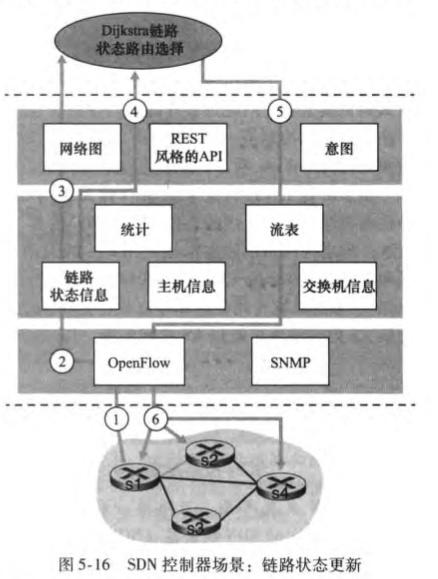 Dijkstra链路
状态路由选择
④
⑤
网络图
REST
风格的API
意图
③
统计
流表
链路
状态信息
主机信息
交换机信息
②
OpenFlow
SNMP
①
⑥
s2
s1
s4
s3
图5-16 SDN 控制器场景：链路状态更新